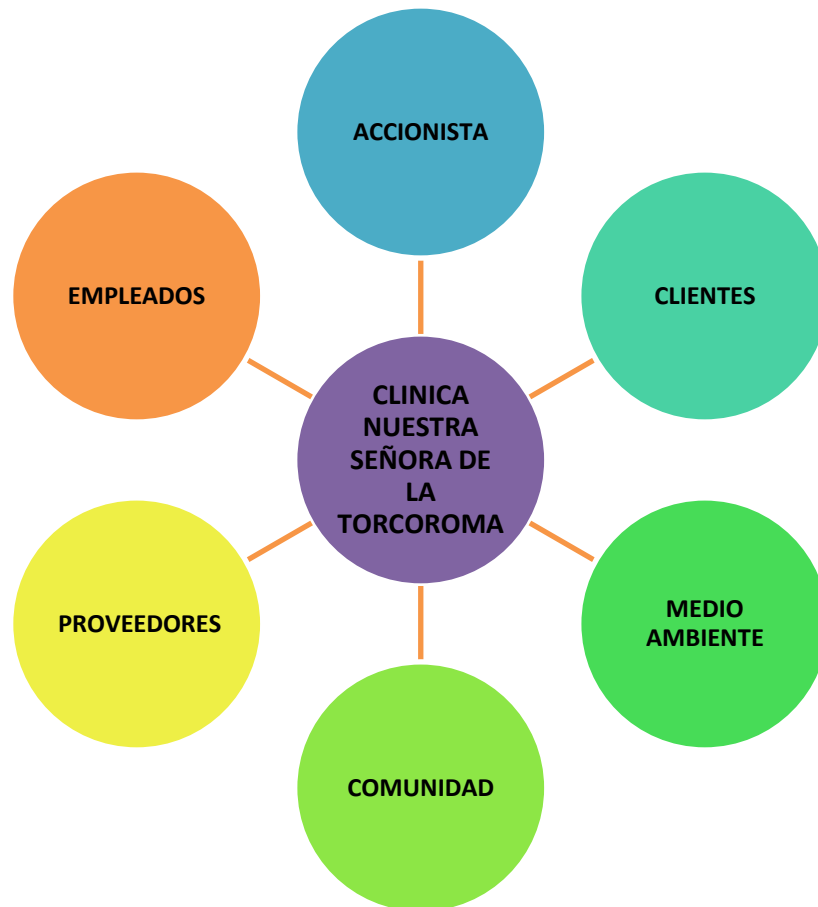 ACCIONISTA
EMPLEADOS
CLIENTES
CLINICA
NUESTRA
SEÑORA DE
LA
TORCOROMA
PROVEEDORES
MEDIO
AMBIENTE
COMUNIDAD